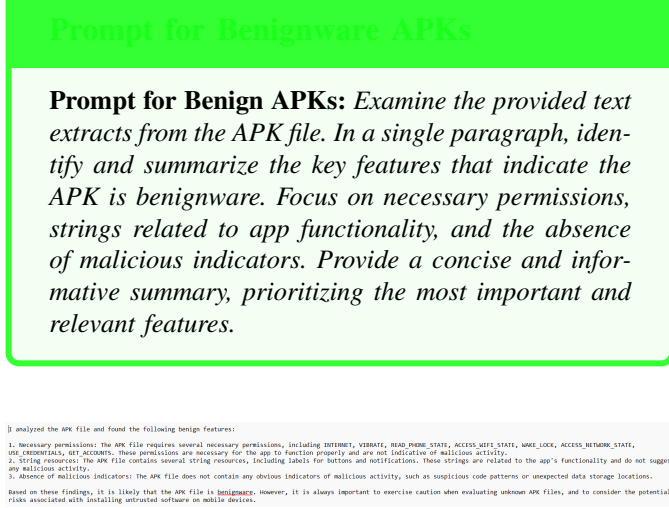 Prompt for Benignware APKs
Prompt for Benign APKs: Examine the provided text
extracts from the APK file. In a single paragraph, iden-
tify and summarize the key features that indicate the
APK is benignware. Focus on necessary permissions,
strings related to app functionality, and the absence
of malicious indicators. Provide a concise and infor-
mative summary, prioritizing the most important and
relevant features.
I analyzed the APK file and found the following benign features:
1. Necessary permissions: The APK file requires several necessary permissions, including INTERNET, VIBRATE, READ_PHONE_STATE, ACCESS_WIFI_STATE, WAKE_LOCK, ACCESS_NETWORK_STATE,
USE_CREDENTIALS, GET_ACCOUNTS. These permissions are necessary for the app to function properly and are not indicative of malicious activity.
2. String resources: The APK file contains several string resources, including labels for buttons and notifications. These strings are related to the app's functionality and do not sugges
any malicious activity.
3. Absence of malicious indicators: The APK file does not contain any obvious indicators of malicious activity, such as suspicious code patterns or unexpected data storage locations.
Based on these findings, it is likely that the APK file is benignware. However, it is always important to exercise caution when evaluating unknown APK files, and to consider the potential
risks associated with installing untrusted software on mobile devices.